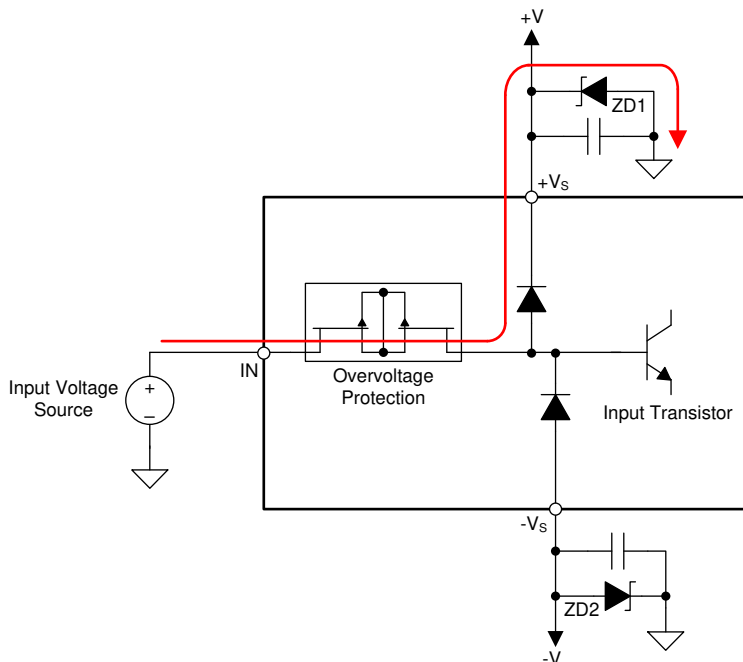 +V
ZD1
+VS
IN
Overvoltage
Protection
Input Voltage
Source
+
–
Input Transistor
-VS
ZD2
-V